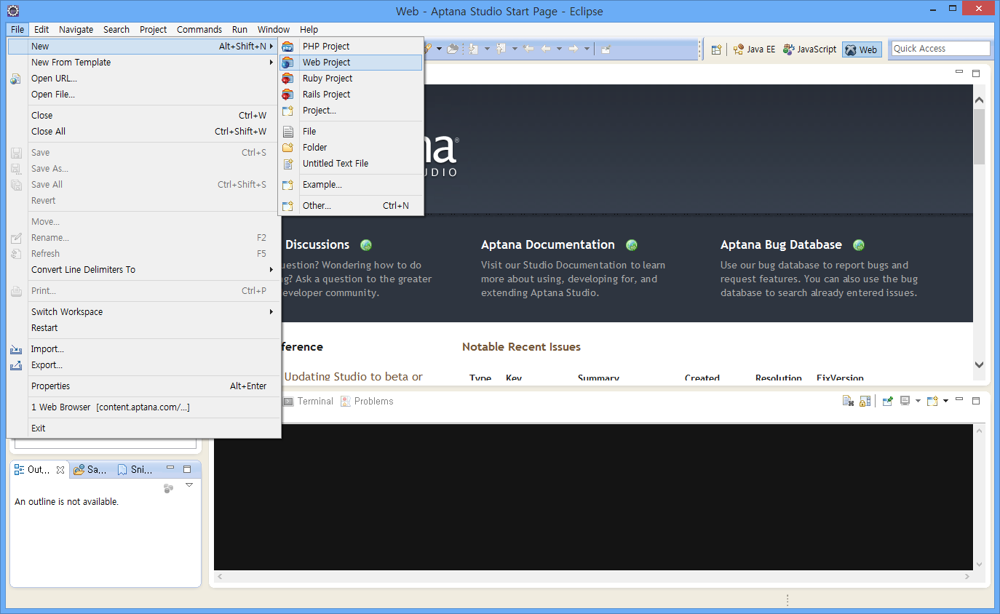 Web - Aptana Studio Start Page - Eclipse
File Edit Navigate Search Project Commands Run Window Help
New Alt+Shift+N
New From Template
Open URL...
Open File...
Close Ctrl+W
Close All Ctrl+Shift+W
Save Ctrl+S
Save As...
Save All Ctrl+Shift+S
Revert
Move...
Rename... F2
Refresh F5
Convert Line Delimiters To
Print... Ctrl+P
Switch Workspace
Restart
Import...
Export...
Properties Alt+Enter
1 Web Browser [content.aptana.com/...]
Exit
PHP Project
Web Project
Ruby Project
Rails Project
Project...
File
Folder
Untitled Text File
Example...
Other... Ctrl+N
Java EE JavaScript Web Quick Access
na®
UDIO
Discussions
uestion? Wondering how to do
g? Ask a question to the greater
eveloper community.
Aptana Documentation
Visit our Studio Documentation to learn
more about using, developing for, and
extending Aptana Studio.
Aptana Bug Database
Use our bug database to report bugs and
request features. You can also use the bug
database to search already entered issues.
ference
Updating Studio to beta or
Notable Recent Issues
Type Key Summary Created Resolution FixVersion
Terminal Problems
Out... Sa... Sni...
An outline is not available.